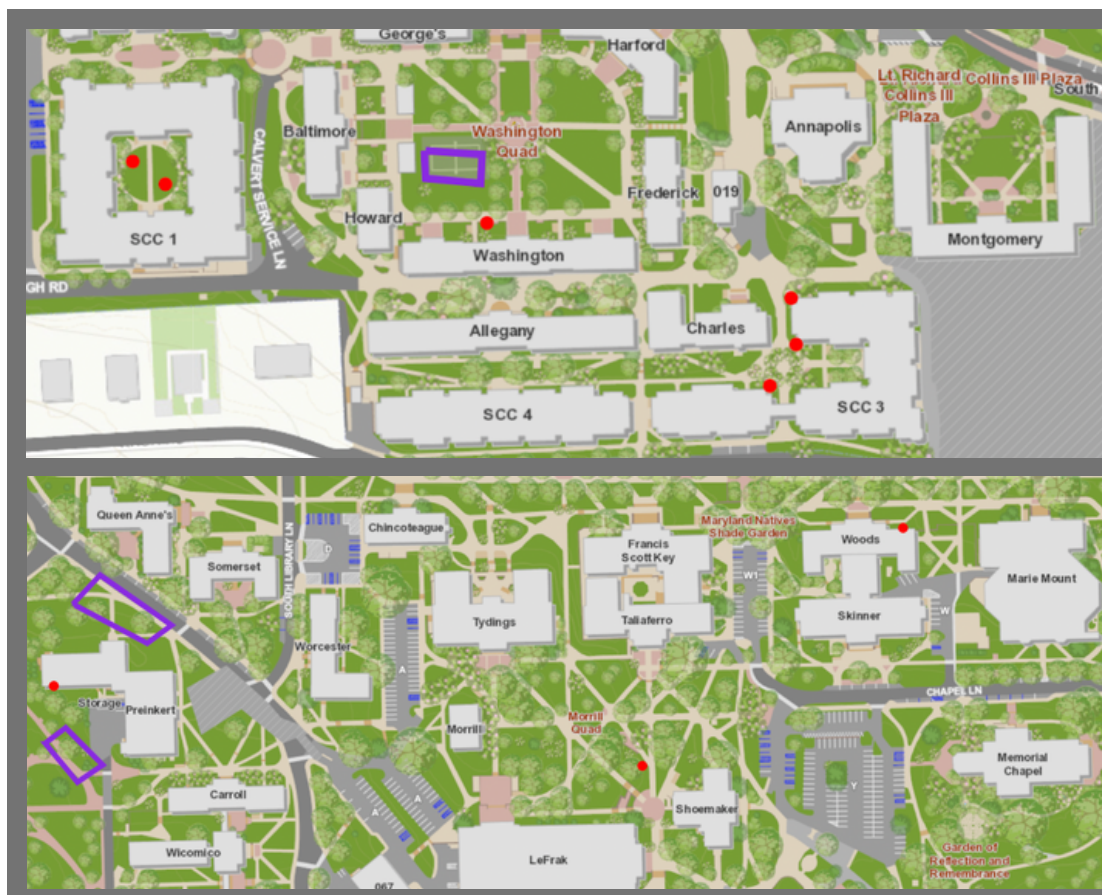 George's
Harford
Lt. Richard
Collins III Plaza
Collins III
Plaza
South
Baltimore
Washington
Quad
Annapolis
CALVERT SERVICE LN
Howard
Frederick
019
SCC 1
Washington
Montgomery
GH RD
Allegany
Charles
SCC 4
SCC 3
Queen Anne's
Chincoteague
Maryland Natives
Shade Garden
Woods
Francis
Scott Key
D
SOUTH LIBRARY LN
Somerset
W1
Marie Mount
Tydings
Taliaferro
Skinner
W
Worcester
A
CHAPEL LN
Storage
Preinkert
Morrill
Morrill
Quad
Memorial
Chapel
Carroll
A
A
Shoemaker
Y
Wicomico
LeFrak
Garden of
Reflection and
Remembrance
067